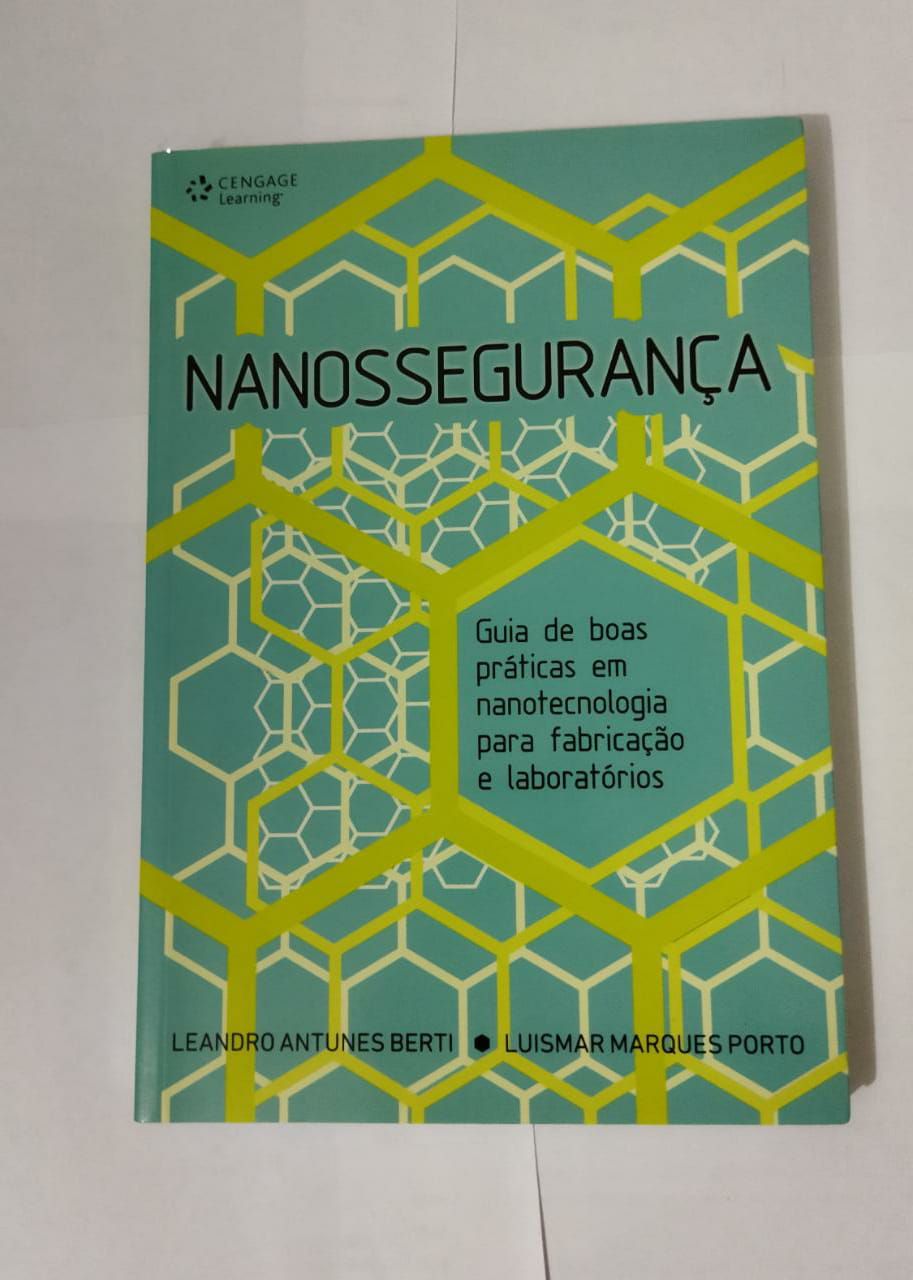 CENGAGE
Learning
NANOSSEGURANÇA
Guia de boas
práticas em
nanotecnologia
para fabricação
e laboratórios
LEANDRO ANTUNES BERTI • LUISMAR MARQUES PORTO